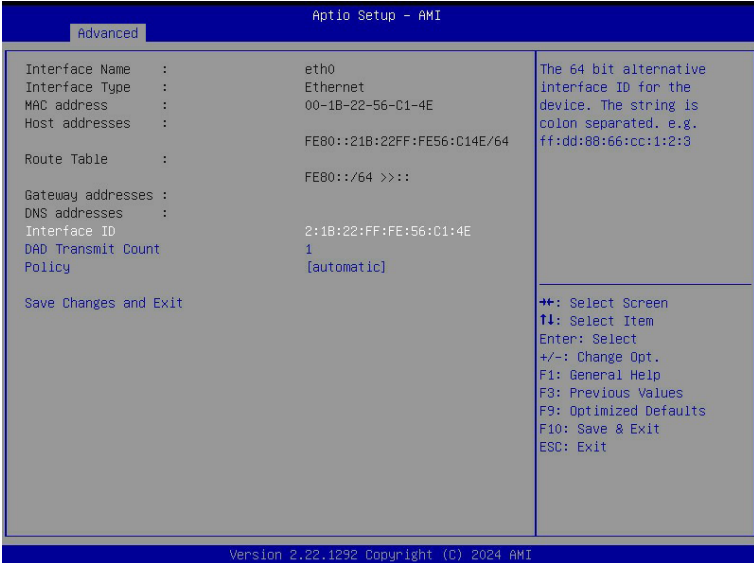 Aptio Setup - AMI
Advanced
Interface Name : eth0
Interface Type : Ethernet
MAC address : 00-1B-22-56-C1-4E
Host addresses :
FE80::21B:22FF:FE56:C14E/64
Route Table :
FE80::/64 >>::
Gateway addresses :
DNS addresses :
Interface ID 2:1B:22:FF:FE:56:C1:4E
DAD Transmit Count 1
Policy [automatic]
Save Changes and Exit
The 64 bit alternative
interface ID for the
device. The string is
colon separated. e.g.
ff:dd:88:66:cc:1:2:3
→←: Select Screen
↑↓: Select Item
Enter: Select
+/-: Change Opt.
F1: General Help
F3: Previous Values
F9: Optimized Defaults
F10: Save & Exit
ESC: Exit
Version 2.22.1292 Copyright (C) 2024 AMI